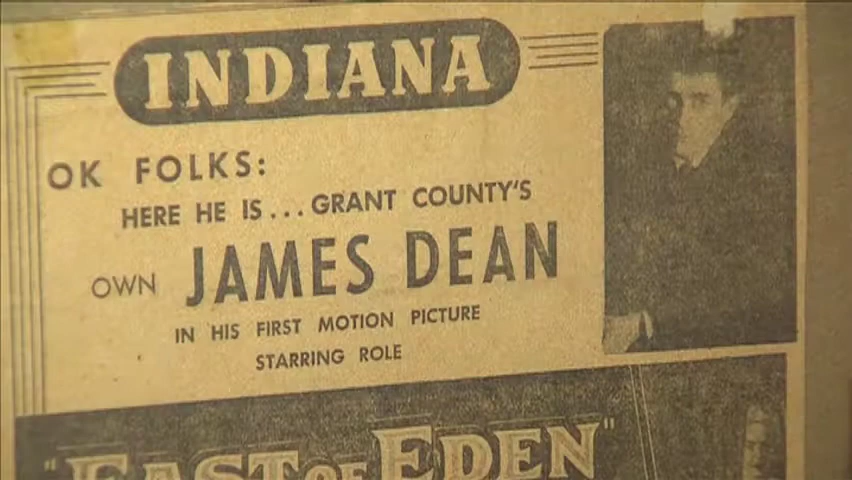 INDIANA
OK FOLKS:
HERE HE IS...GRANT COUNTY'S
OWN JAMES DEAN
IN HIS FIRST MOTION PICTURE
STARRING ROLE
"EAST OF EDEN"